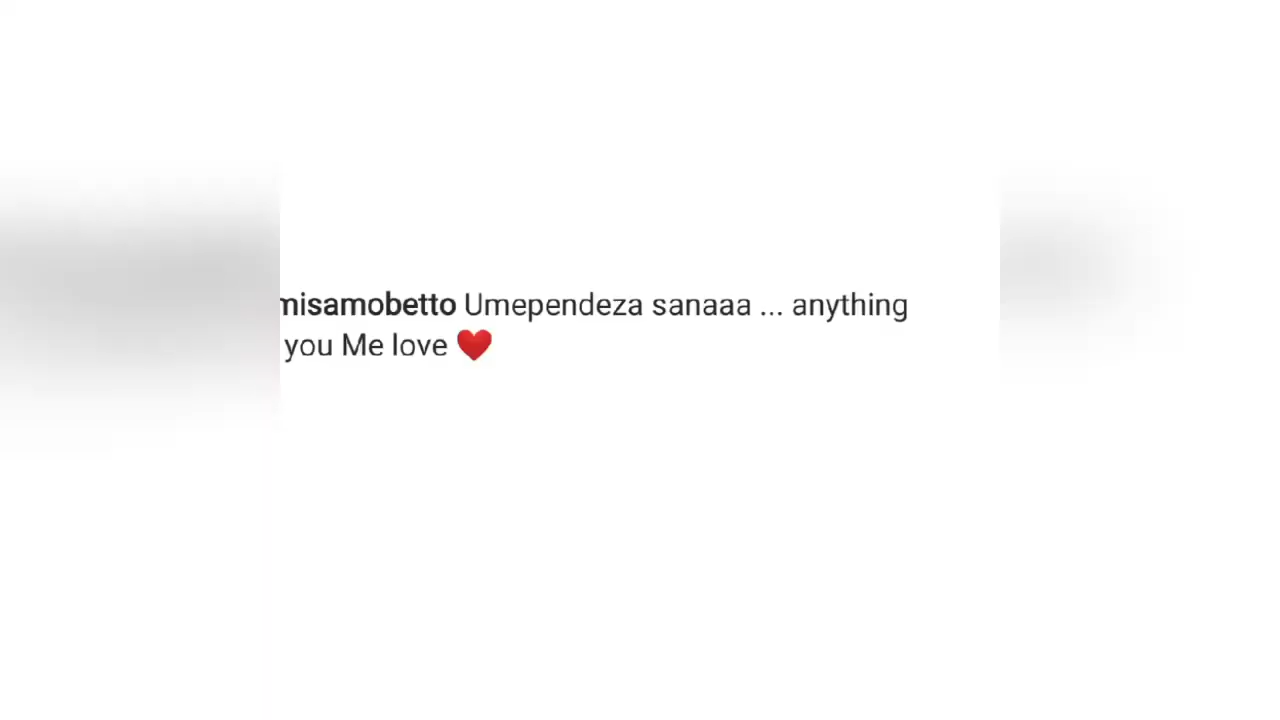 misamobetto Umependeza sanaaa ... anything
you Me love ❤️